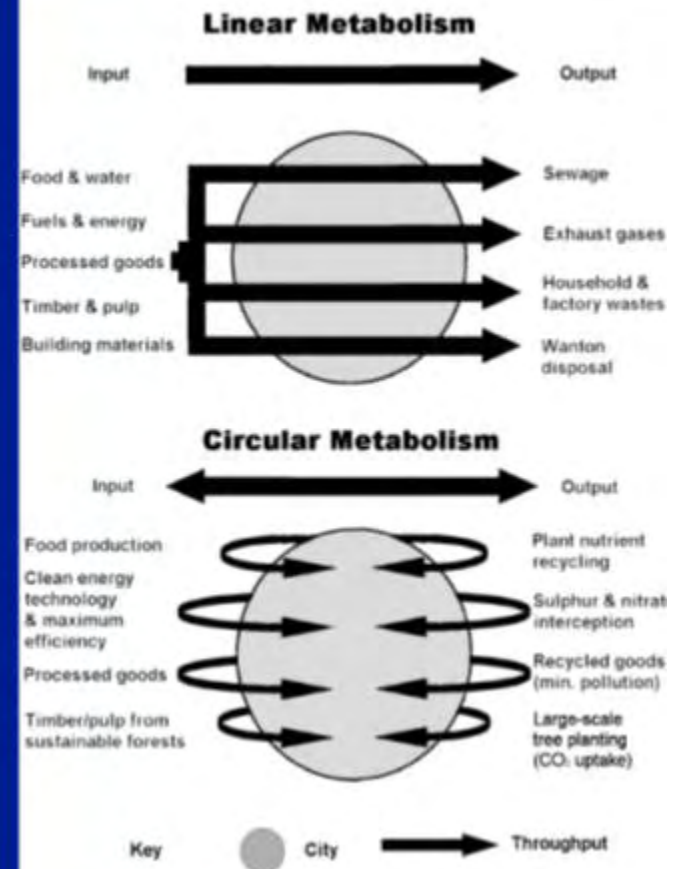 Linear Metabolism
Input
Output
Food & water
Fuels & energy
Processed goods
Timber & pulp
Building materials
Sewage
Exhaust gases
Household &
factory wastes
Wanton
disposal
Circular Metabolism
Input
Output
Food production
Clean energy
technology
& maximum
efficiency
Processed goods
Timber/pulp from
sustainable forests
Plant nutrient
recycling
Sulphur & nitrat
interception
Recycled goods
(min. pollution)
Large-scale
tree planting
(CO₂ uptake)
Key
City
Throughput